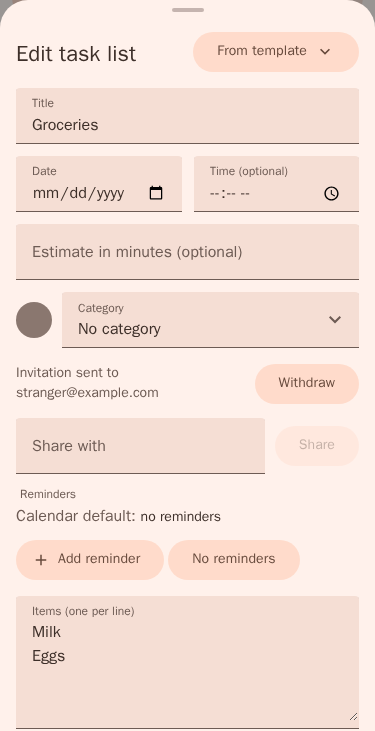 Edit task list
From template
Title
Groceries
Date
mm/dd/yyyy
Time (optional)
--:-- --
Estimate in minutes (optional)
Category
No category
Invitation sent to
stranger@example.com
Withdraw
Share with
Share
Reminders
Calendar default: no reminders
+ Add reminder
No reminders
Items (one per line)
Milk
Eggs